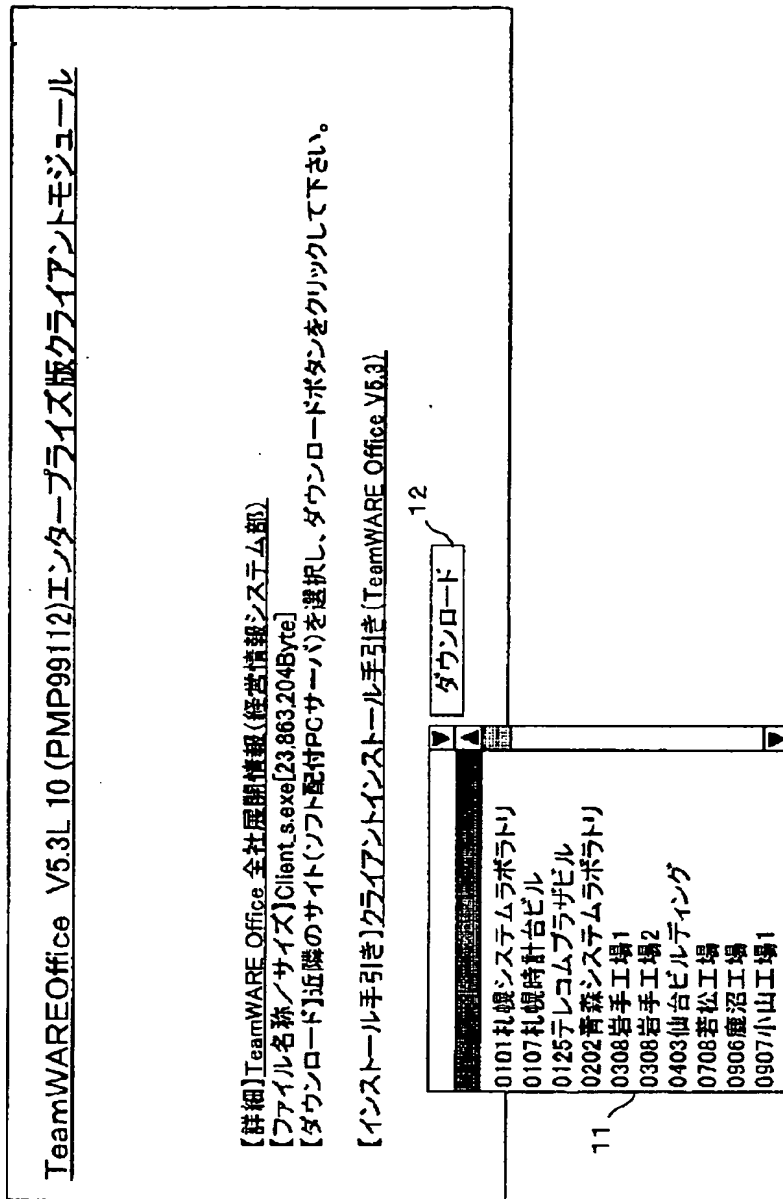 TeamWAREOffice V5.3L 10 (PMP99112)エンタープライズ版クライアントモジュール
【詳細】TeamWARE Office 全社展開情報(経営情報システム部)
【ファイル名称／サイズ】Client_s.exe[23,863,204Byte]
【ダウンロード】近隣のサイト(ソフト配付PCサーバ)を選択し、ダウンロードボタンをクリックして下さい。
【インストール手引き】クライアントインストール手引き(TeamWARE Office V5.3)
ダウンロード
12
0101札幌システムラボラトリ
0107札幌時計台ビル
0125テレコムプラザビル
0202青森システムラボラトリ
0308岩手工場1
0308岩手工場2
0403仙台ビルディング
0708若松工場
0906鹿沼工場
0907小山工場1
11